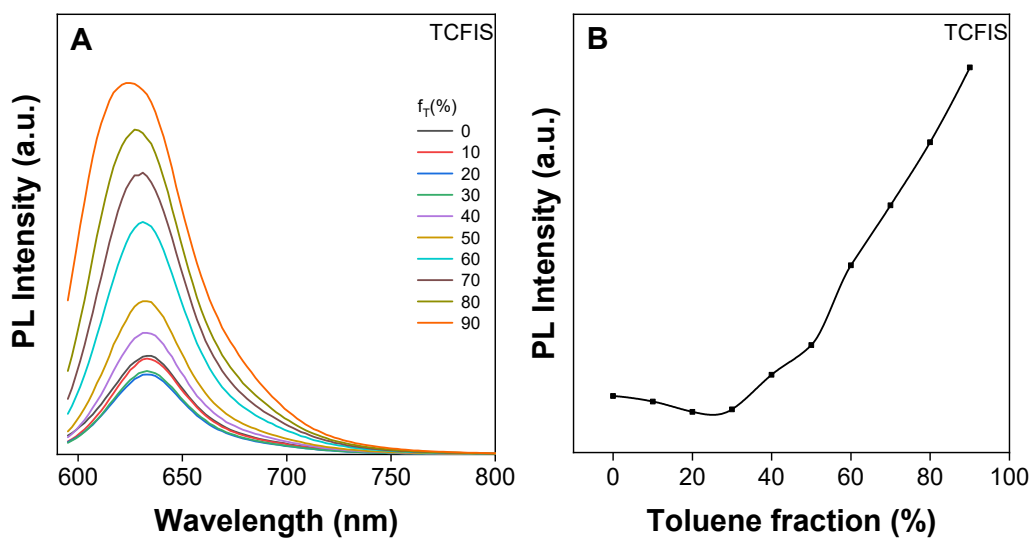 A
TCFIS
PL Intensity (a.u.)
f_T(%)
0
10
20
30
40
50
60
70
80
90
600 650 700 750 800
Wavelength (nm)
B
TCFIS
PL Intensity (a.u.)
0 20 40 60 80 100
Toluene fraction (%)